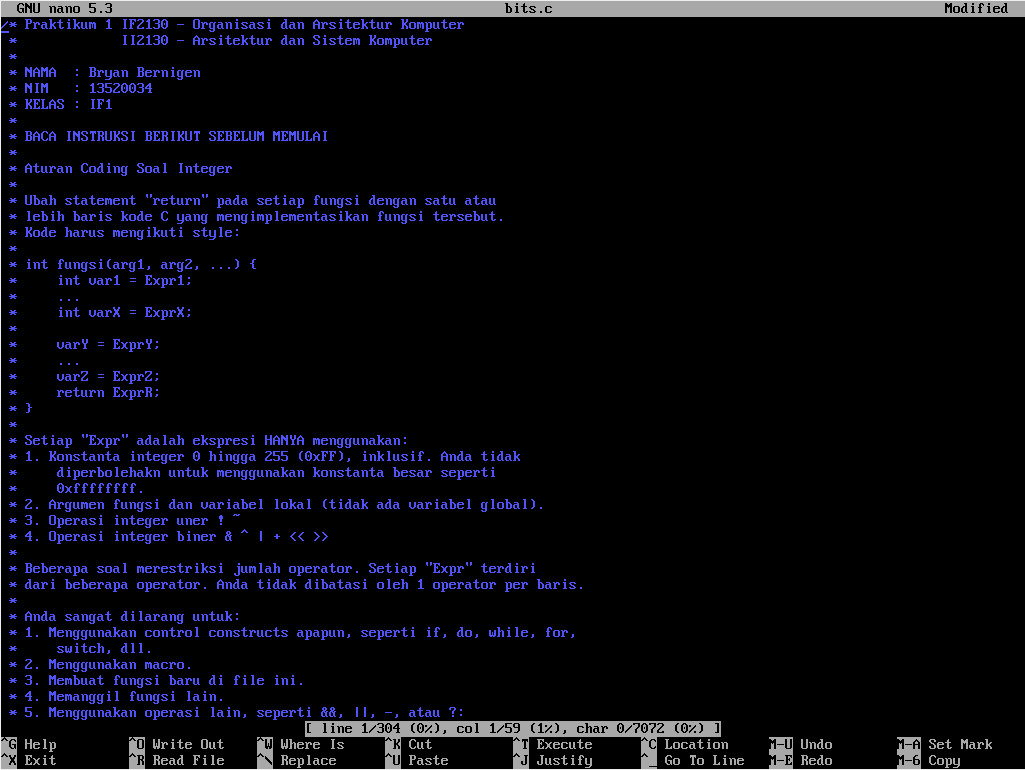 GNU nano 5.3 bits.c Modified
/* Praktikum 1 IF2130 - Organisasi dan Arsitektur Komputer
* II2130 - Arsitektur dan Sistem Komputer
*
* NAMA : Bryan Bernigen
* NIM : 13520034
* KELAS : IF1
*
* BACA INSTRUKSI BERIKUT SEBELUM MEMULAI
*
* Aturan Coding Soal Integer
*
* Ubah statement "return" pada setiap fungsi dengan satu atau
* lebih baris kode C yang mengimplementasikan fungsi tersebut.
* Kode harus mengikuti style:
*
* int fungsi(arg1, arg2, ...) {
* int var1 = Expr1;
* ...
* int varX = ExprX;
*
* varY = ExprY;
* ...
* varZ = ExprZ;
* return ExprR;
* }
*
* Setiap "Expr" adalah ekspresi HANYA menggunakan:
* 1. Konstanta integer 0 hingga 255 (0xFF), inklusif. Anda tidak
* diperbolehakn untuk menggunakan konstanta besar seperti
* 0xffffffff.
* 2. Argumen fungsi dan variabel lokal (tidak ada variabel global).
* 3. Operasi integer uner ! ~
* 4. Operasi integer biner & ^ | + << >>
*
* Beberapa soal merestriksi jumlah operator. Setiap "Expr" terdiri
* dari beberapa operator. Anda tidak dibatasi oleh 1 operator per baris.
*
* Anda sangat dilarang untuk:
* 1. Menggunakan control constructs apapun, seperti if, do, while, for,
* switch, dll.
* 2. Menggunakan macro.
* 3. Membuat fungsi baru di file ini.
* 4. Memanggil fungsi lain.
* 5. Menggunakan operasi lain, seperti &&, ||, -, atau ?:
[ line 1/304 (0%), col 1/59 (1%), char 0/7072 (0%) ]
^G Help ^O Write Out ^W Where Is ^K Cut ^T Execute ^C Location M-U Undo M-A Set Mark
^X Exit ^R Read File ^\ Replace ^U Paste ^J Justify ^_ Go To Line M-E Redo M-6 Copy